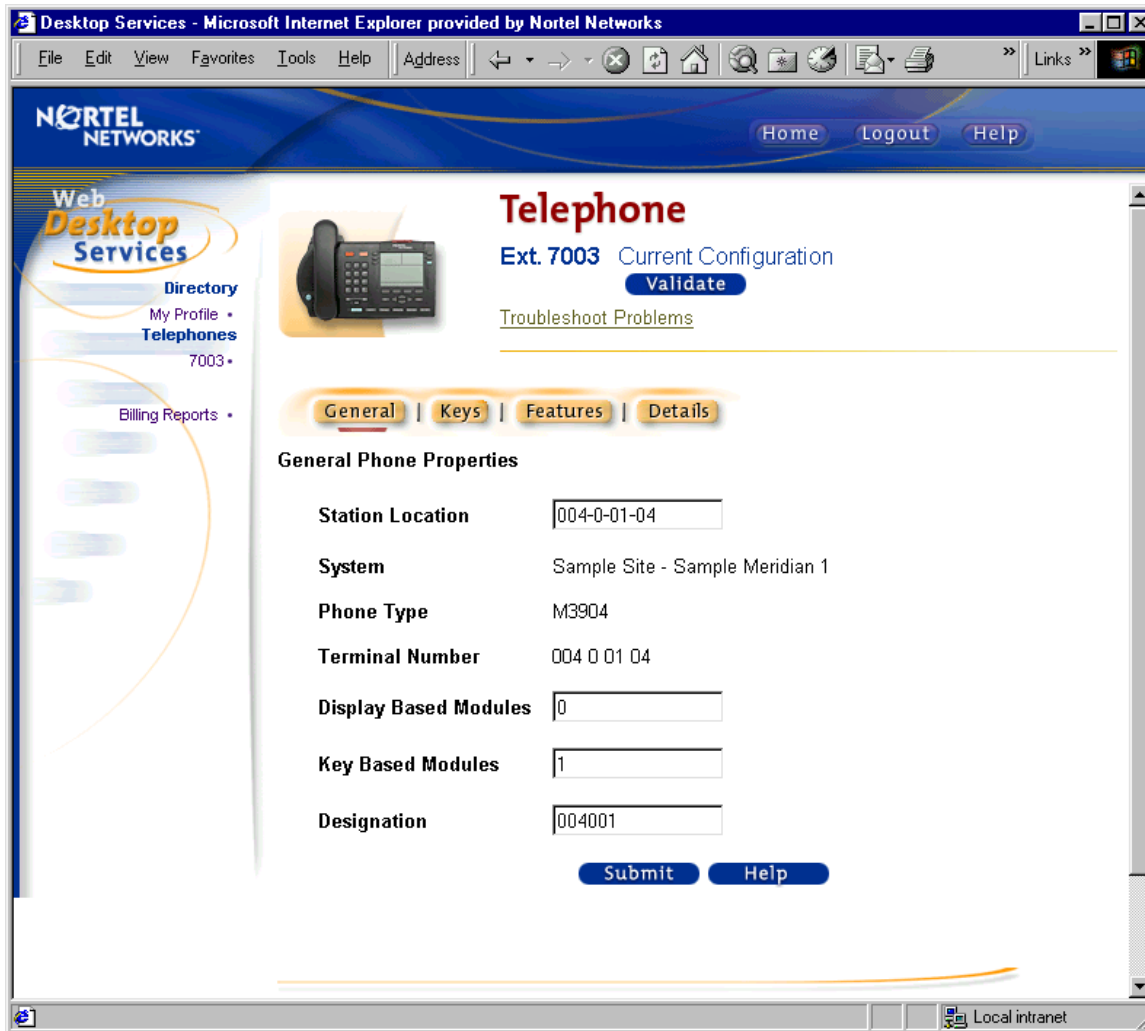 Desktop Services - Microsoft Internet Explorer provided by Nortel Networks
File Edit View Favorites Tools Help Address » Links »
NORTEL
NETWORKS
Home Logout Help
Web
Desktop
Services
Directory
My Profile •
Telephones
7003 •
Billing Reports •
Telephone
Ext. 7003 Current Configuration
Validate
Troubleshoot Problems
General | Keys | Features | Details
General Phone Properties
Station Location 004-0-01-04
System Sample Site - Sample Meridian 1
Phone Type M3904
Terminal Number 004 0 01 04
Display Based Modules 0
Key Based Modules 1
Designation 004001
Submit Help
Local intranet